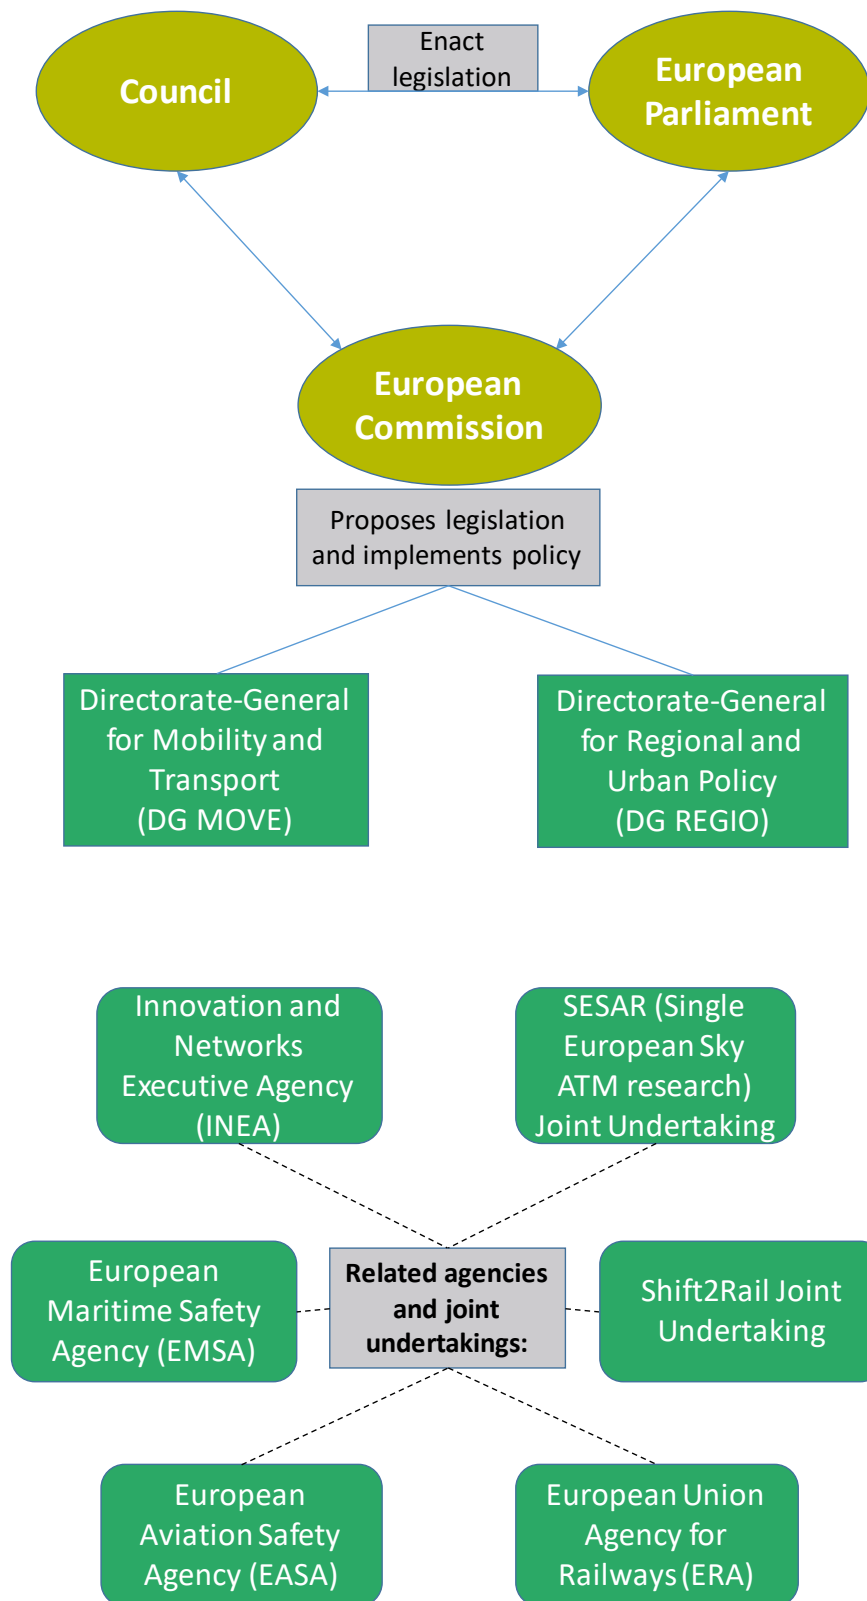 Enact
legislation
Council
European
Parliament
European
Commission
Proposes legislation
and implements policy
Directorate-General
for Mobility and
Transport
(DG MOVE)
Directorate-General
for Regional and
Urban Policy
(DG REGIO)
Innovation and
Networks
Executive Agency
(INEA)
SESAR (Single
European Sky
ATM research)
Joint Undertaking
European
Maritime Safety
Agency (EMSA)
Related agencies
and joint
undertakings:
Shift2Rail Joint
Undertaking
European
Aviation Safety
Agency (EASA)
European Union
Agency for
Railways (ERA)